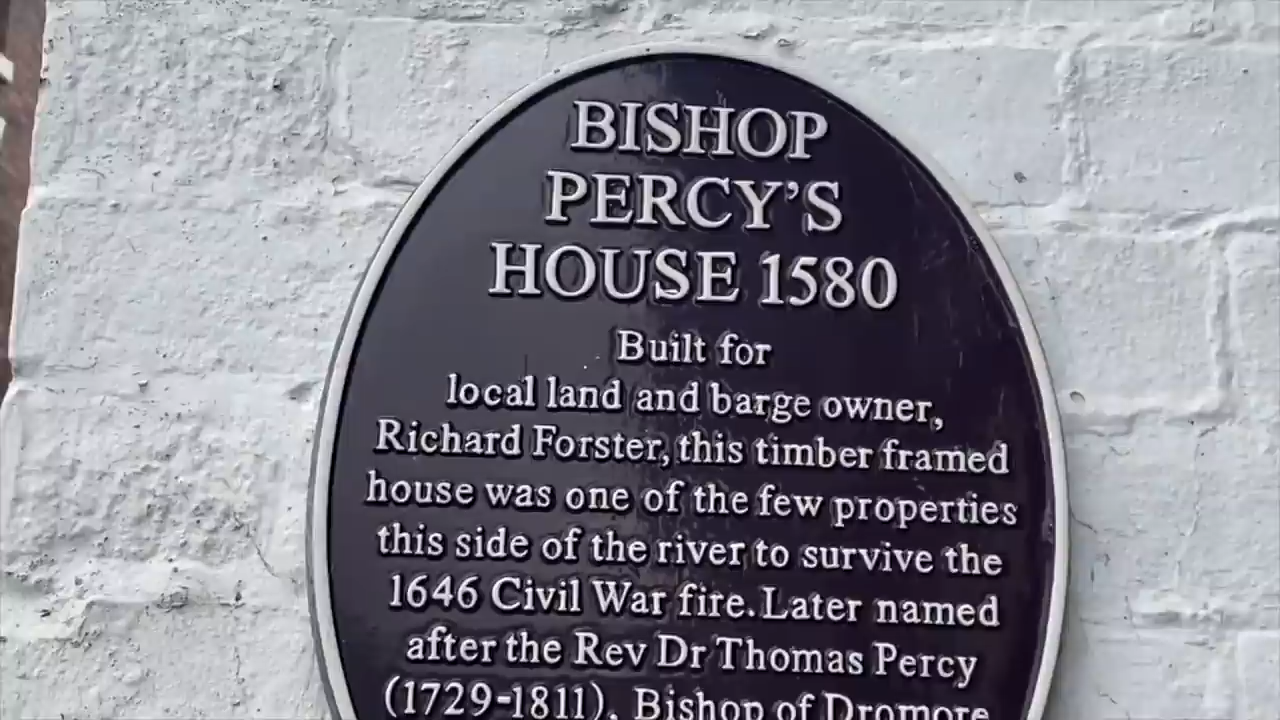 BISHOP
PERCY'S
HOUSE 1580
Built for
local land and barge owner,
Richard Forster, this timber framed
house was one of the few properties
this side of the river to survive the
1646 Civil War fire. Later named
after the Rev Dr Thomas Percy
(1729-1811), Bishop of Dromore